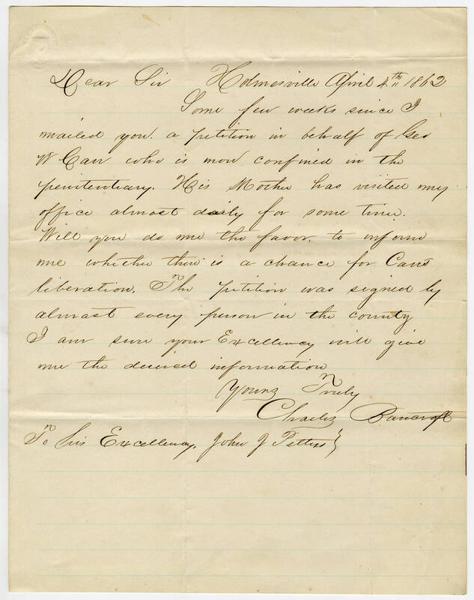 Dear Sir Holmesville April 4th 1862
Some few weeks since I
mailed you a petition in behalf of Geo
W Carr who is now confined in the
penitentiary. His Mother has visited my
office almost daily for some time.
Will you do me the favor, to inform
me whether there is a chance for Carrs
liberation. The petition was signed by
almost every person in the county
I am sure your Excellency will give
me the desired information
Yours Truly
Charles Bancroft
To his Excellency, John J Pettus